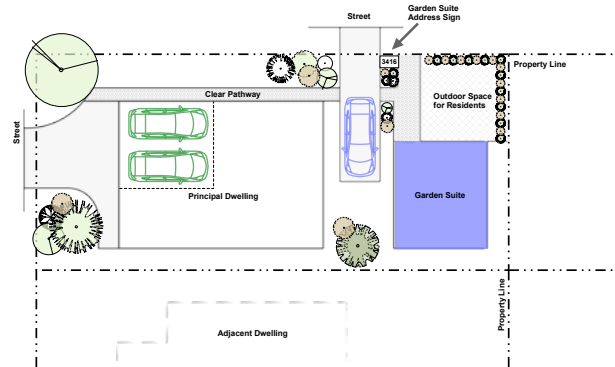 Street
Garden Suite
Address Sign
3416
Property Line
Clear Pathway
Outdoor Space
for Residents
Street
Principal Dwelling
Garden Suite
Property Line
Adjacent Dwelling